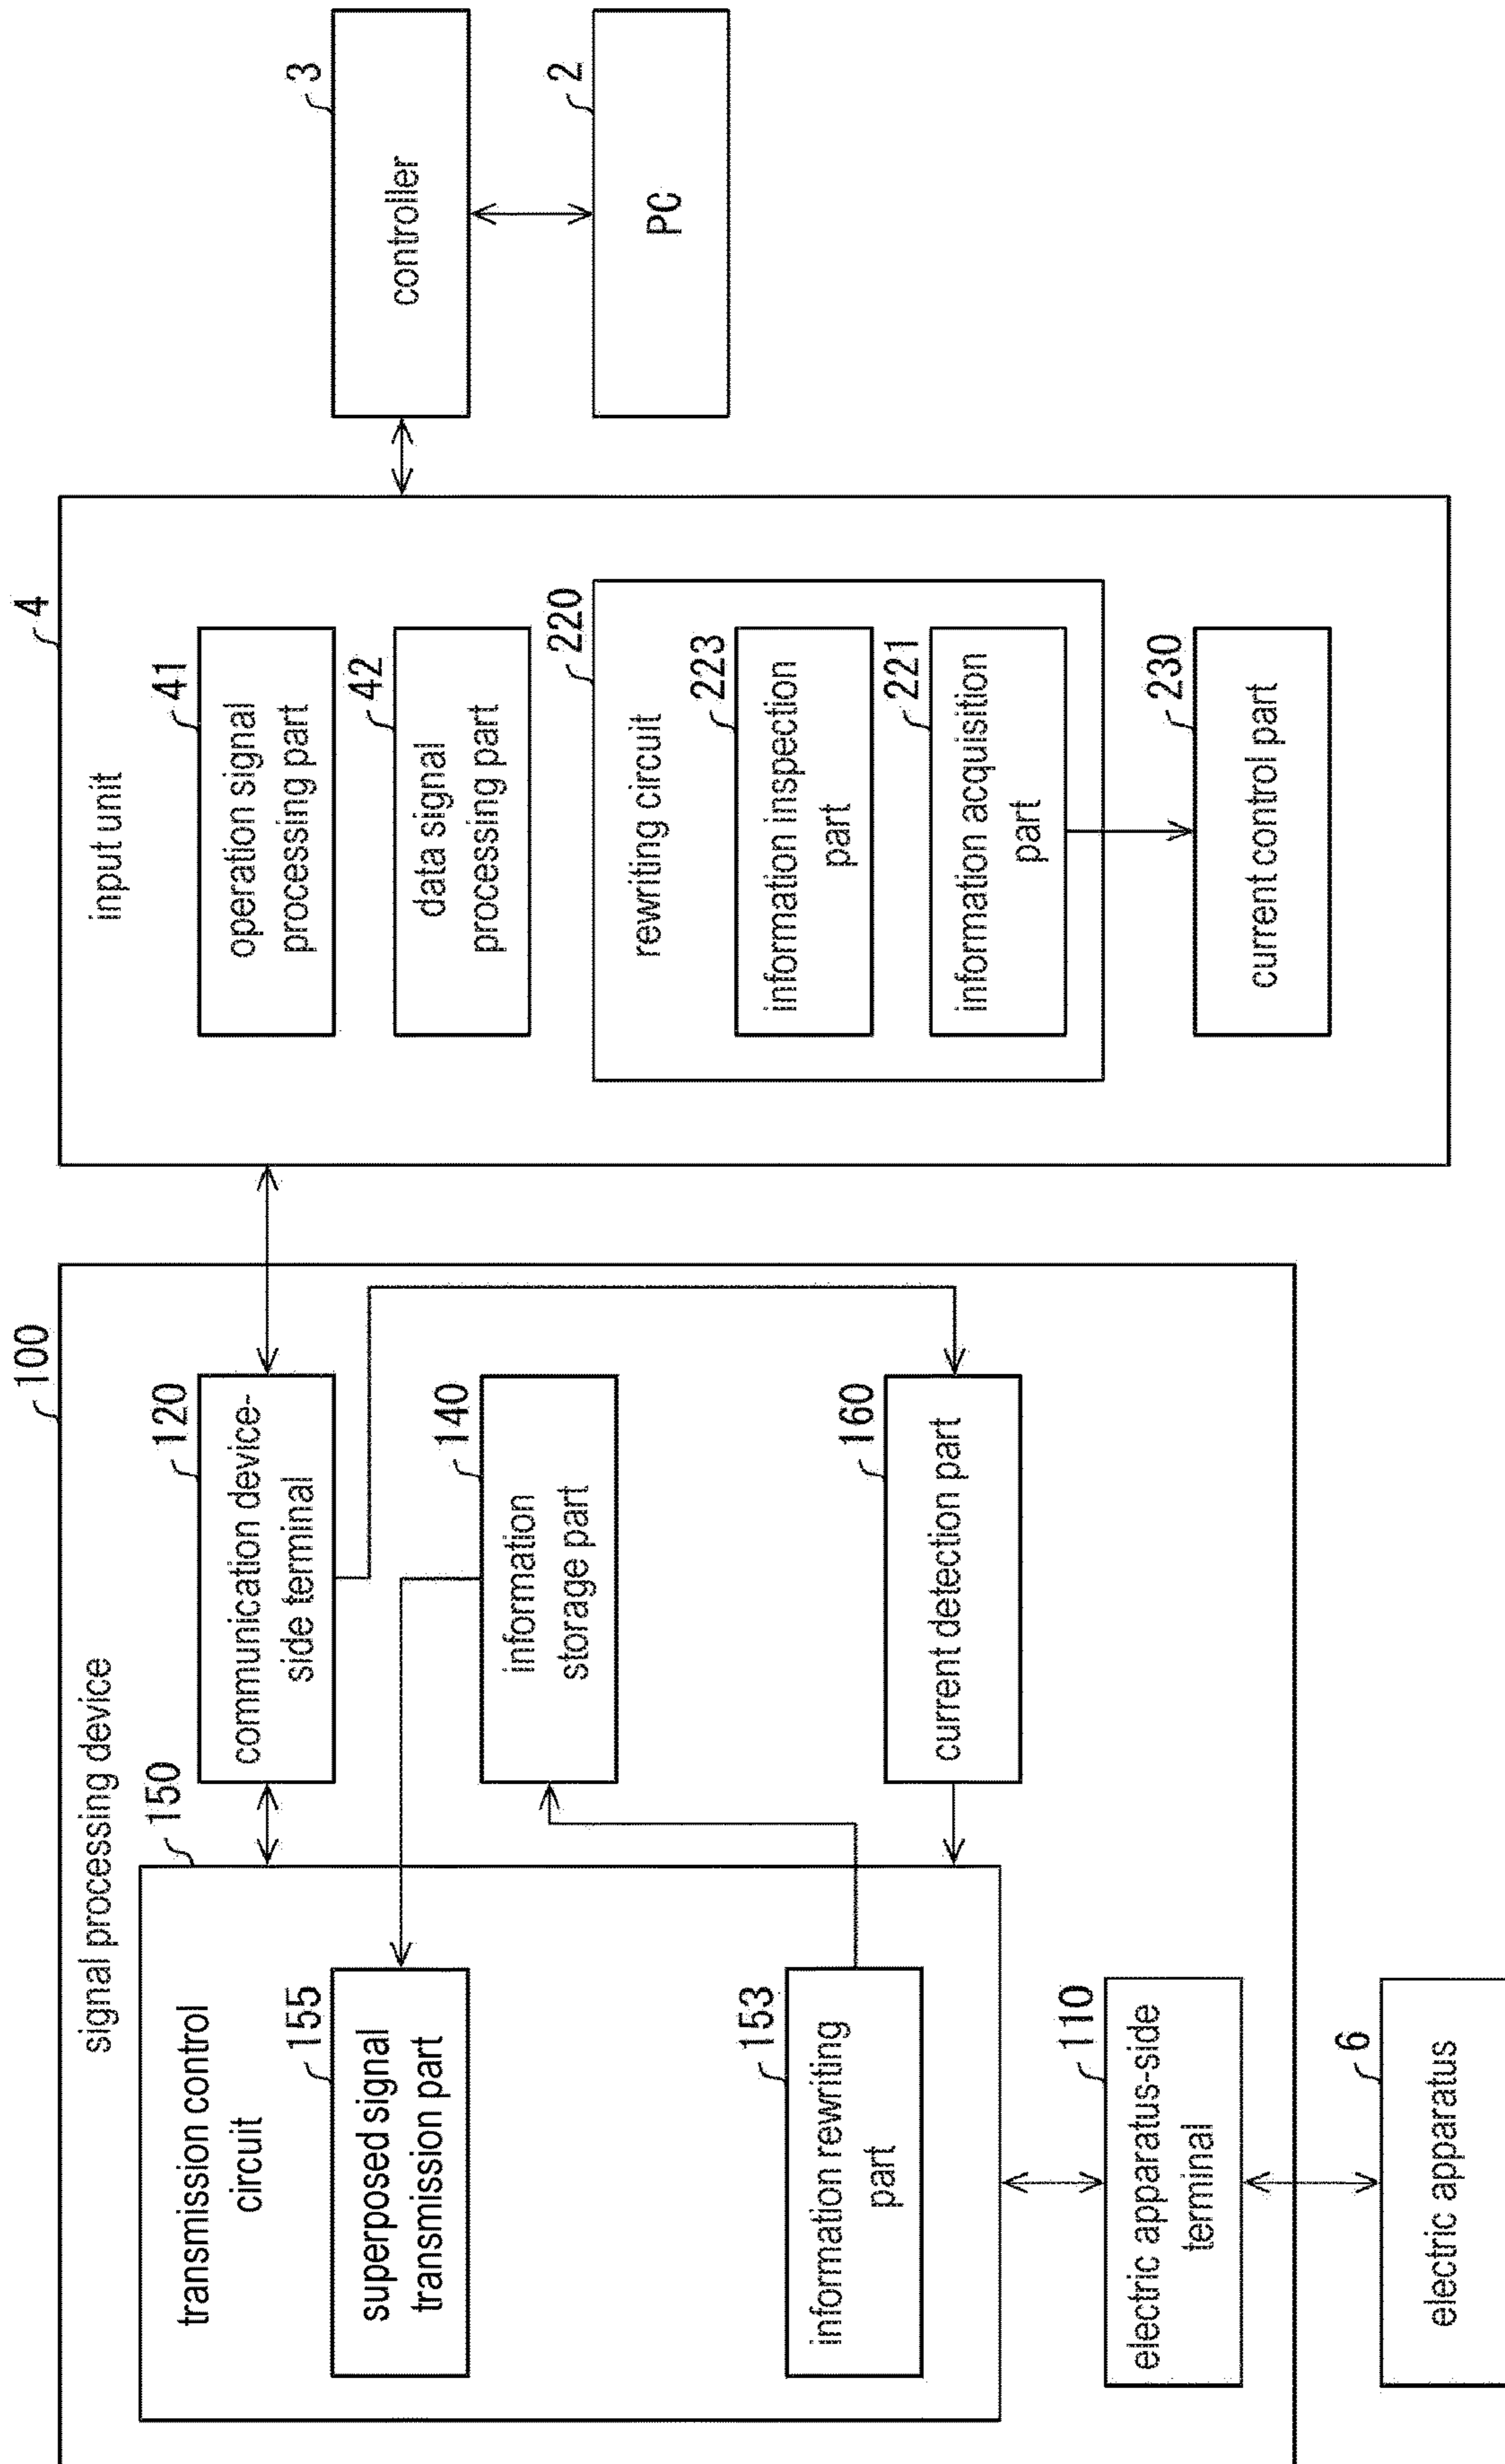 100
signal processing device
150
transmission control
circuit
155
superposed signal
transmission part
153
information rewriting
part
120
communication device-
side terminal
140
information
storage part
160
current detection part
110
electric apparatus-side
terminal
6
electric apparatus
4
input unit
41
operation signal
processing part
42
data signal
processing part
220
rewriting circuit
223
information inspection
part
221
information acquisition
part
230
current control part
3
controller
2
PC